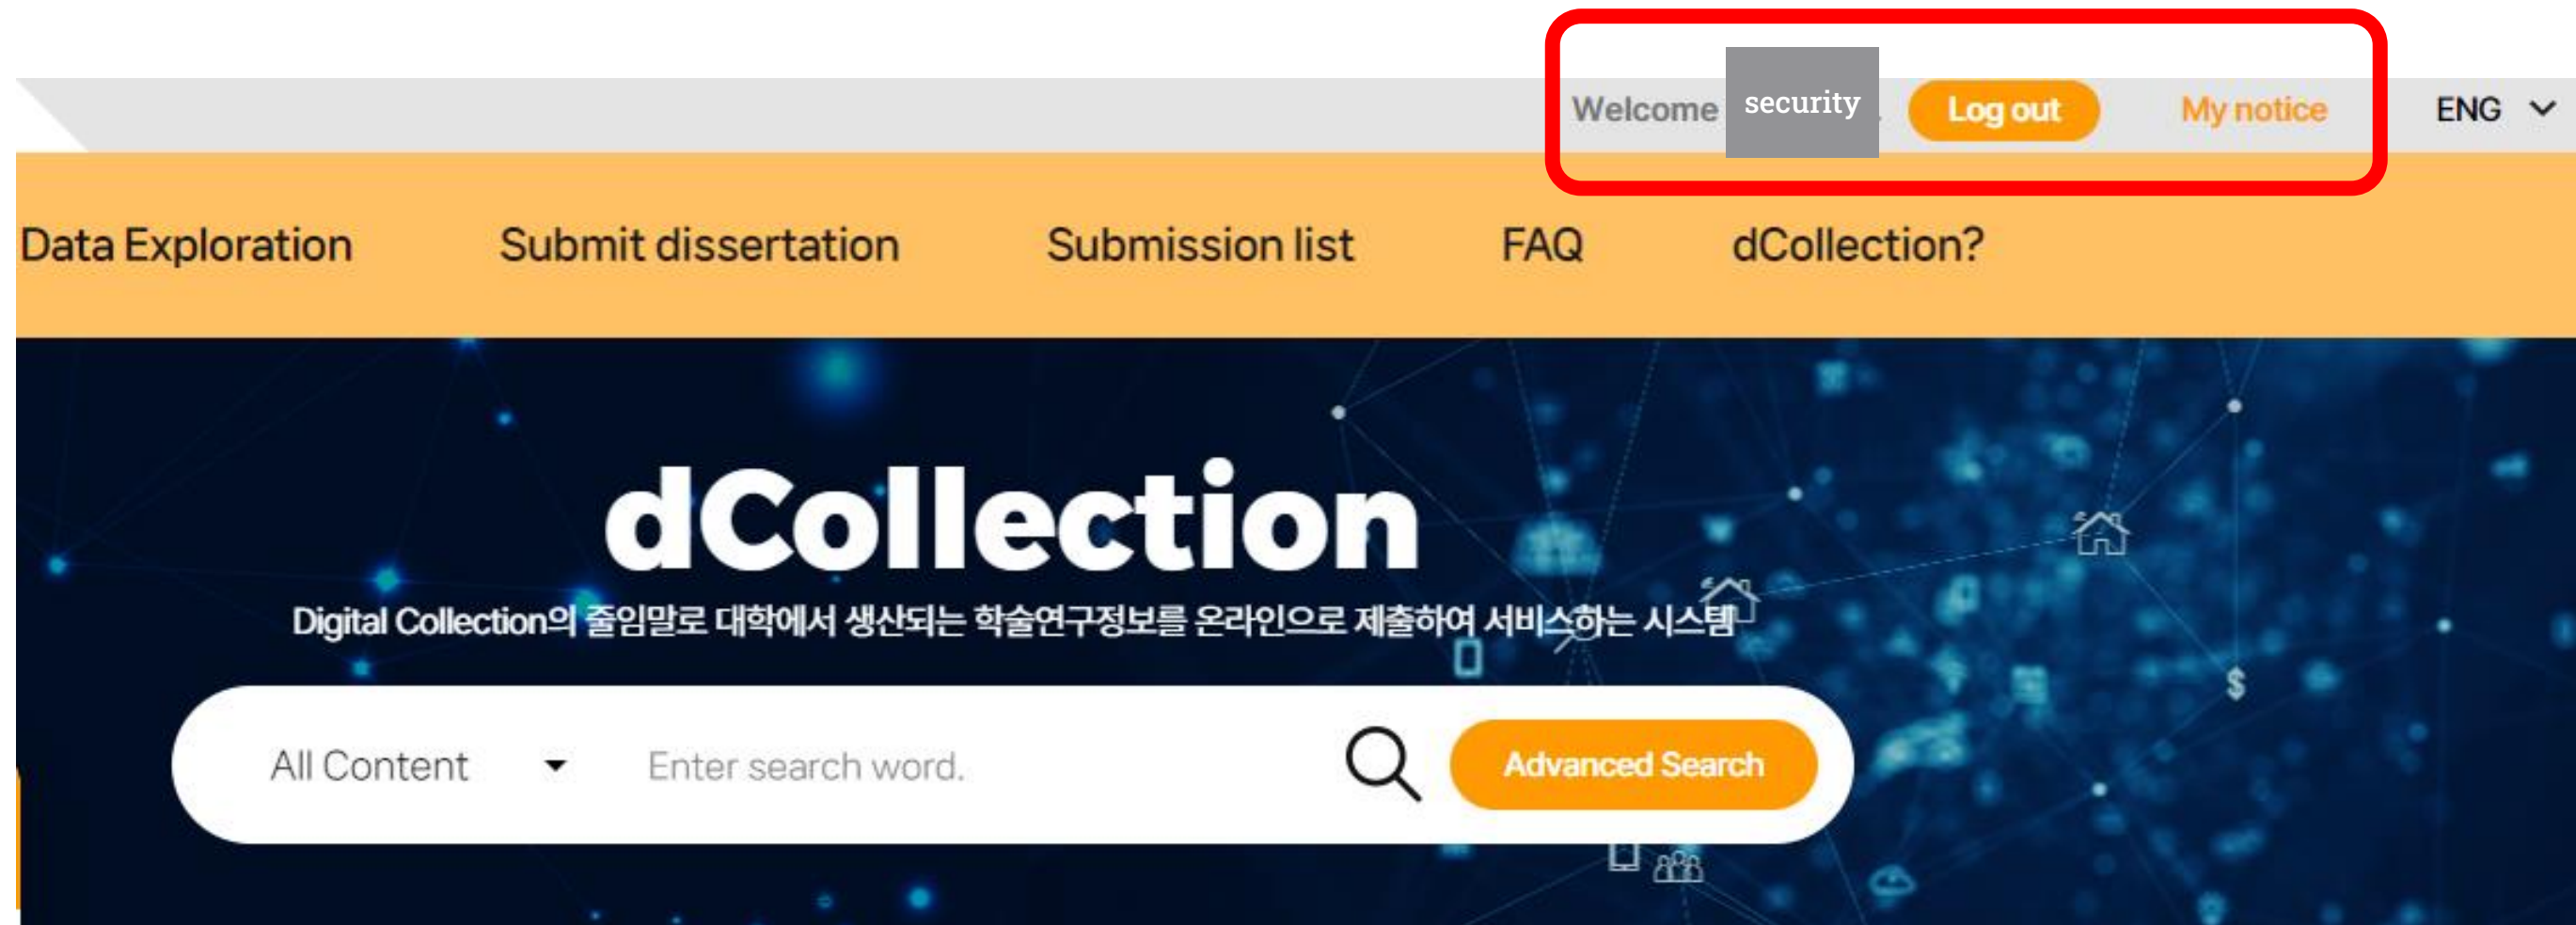 Welcome security Log out My notice ENG
Data Exploration Submit dissertation Submission list FAQ dCollection?
dCollection
Digital Collection의 줄임말로 대학에서 생산되는 학술연구정보를 온라인으로 제출하여 서비스하는 시스템
All Content Enter search word. Advanced Search